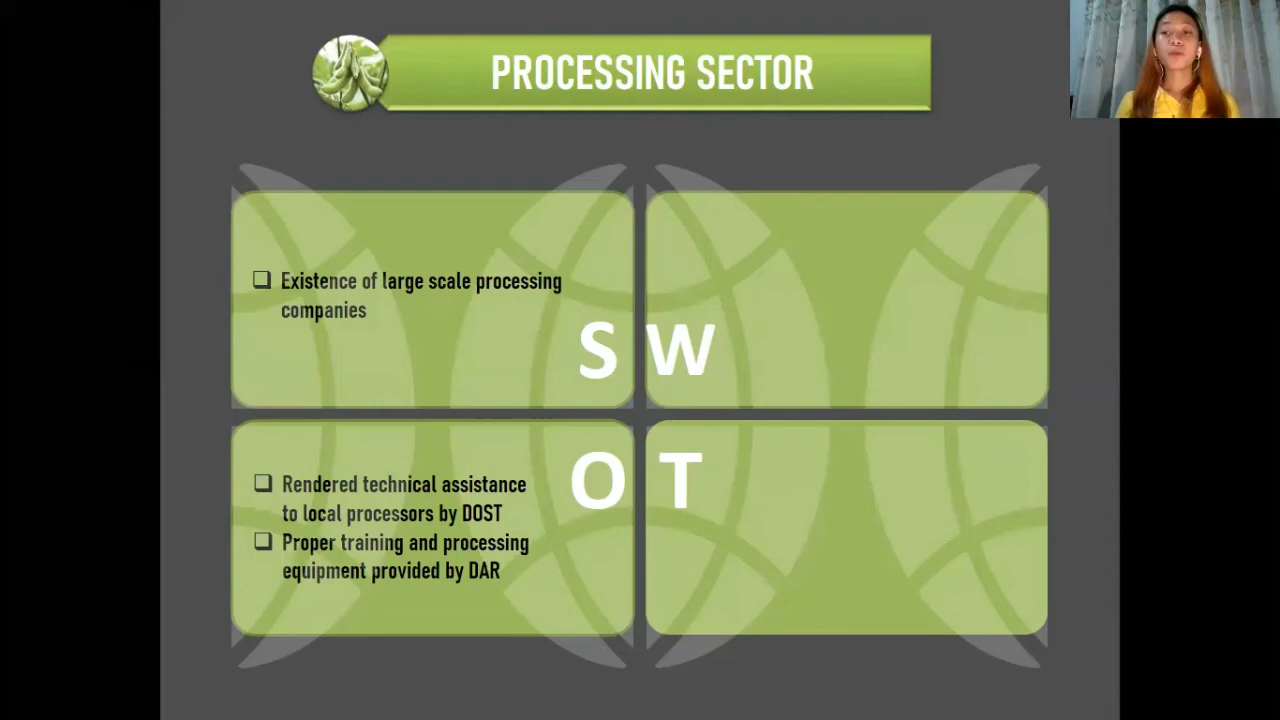 PROCESSING SECTOR
❑ Existence of large scale processing
companies
S W
❑ Rendered technical assistance
to local processors by DOST
❑ Proper training and processing
equipment provided by DAR
O T